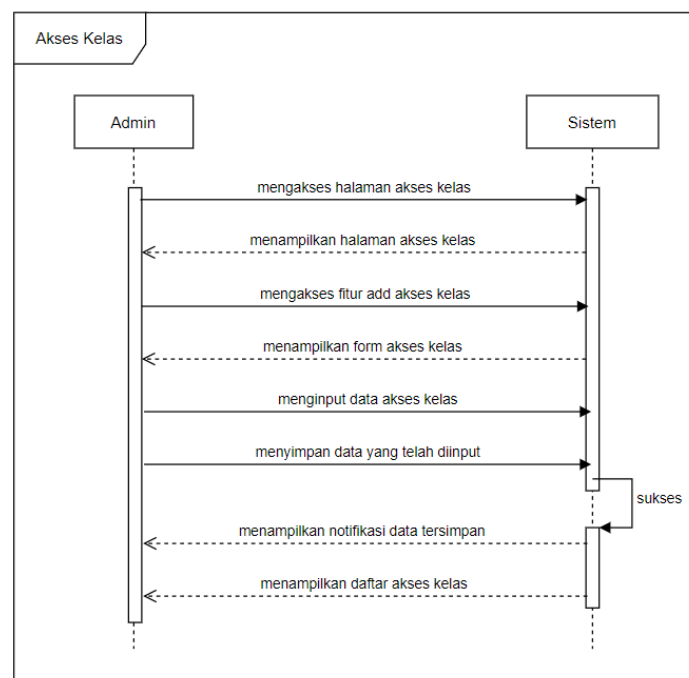 Akses Kelas
Admin
Sistem
mengakses halaman akses kelas
menampilkan halaman akses kelas
mengakses fitur add akses kelas
menampilkan form akses kelas
menginput data akses kelas
menyimpan data yang telah diinput
sukses
menampilkan notifikasi data tersimpan
menampilkan daftar akses kelas